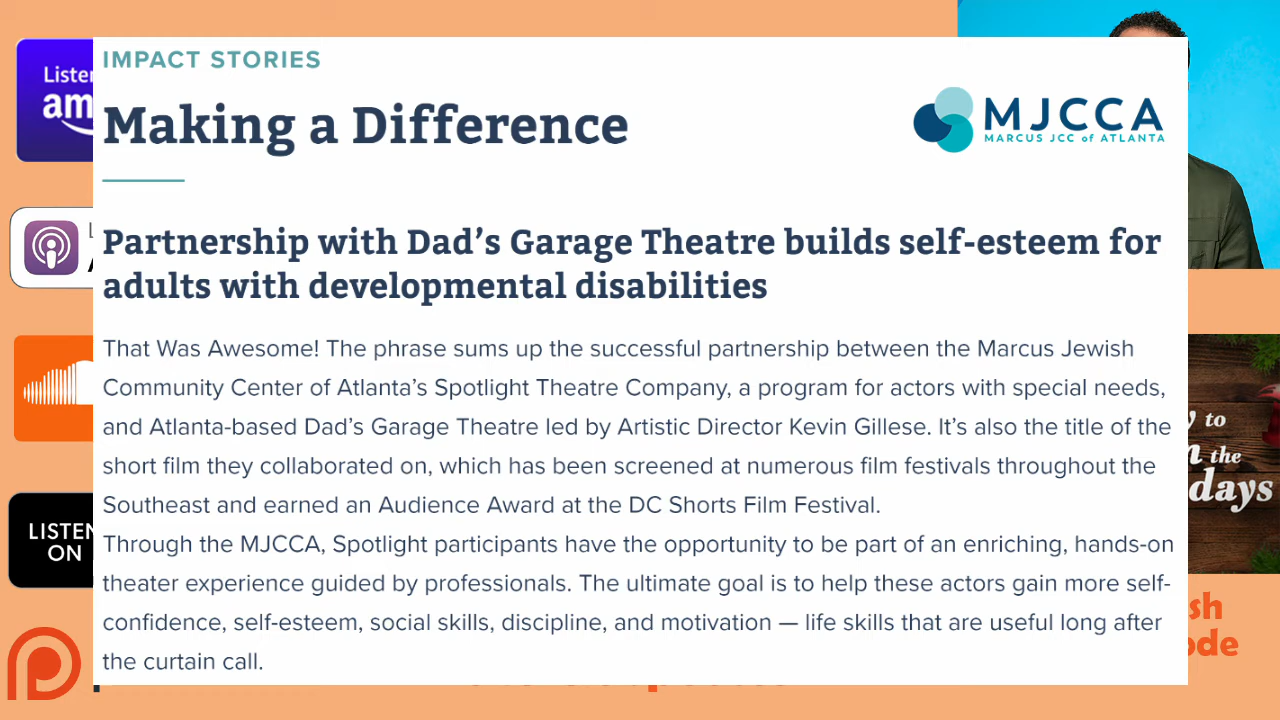 IMPACT STORIES
Making a Difference
MJCCA
MARCUS JCC of ATLANTA
Partnership with Dad's Garage Theatre builds self-esteem for
adults with developmental disabilities
That Was Awesome! The phrase sums up the successful partnership between the Marcus Jewish
Community Center of Atlanta's Spotlight Theatre Company, a program for actors with special needs,
and Atlanta-based Dad's Garage Theatre led by Artistic Director Kevin Gillese. It's also the title of the
short film they collaborated on, which has been screened at numerous film festivals throughout the
Southeast and earned an Audience Award at the DC Shorts Film Festival.
Through the MJCCA, Spotlight participants have the opportunity to be part of an enriching, hands-on
theater experience guided by professionals. The ultimate goal is to help these actors gain more self-
confidence, self-esteem, social skills, discipline, and motivation — life skills that are useful long after
the curtain call.
LISTEN
ON
to
the
days